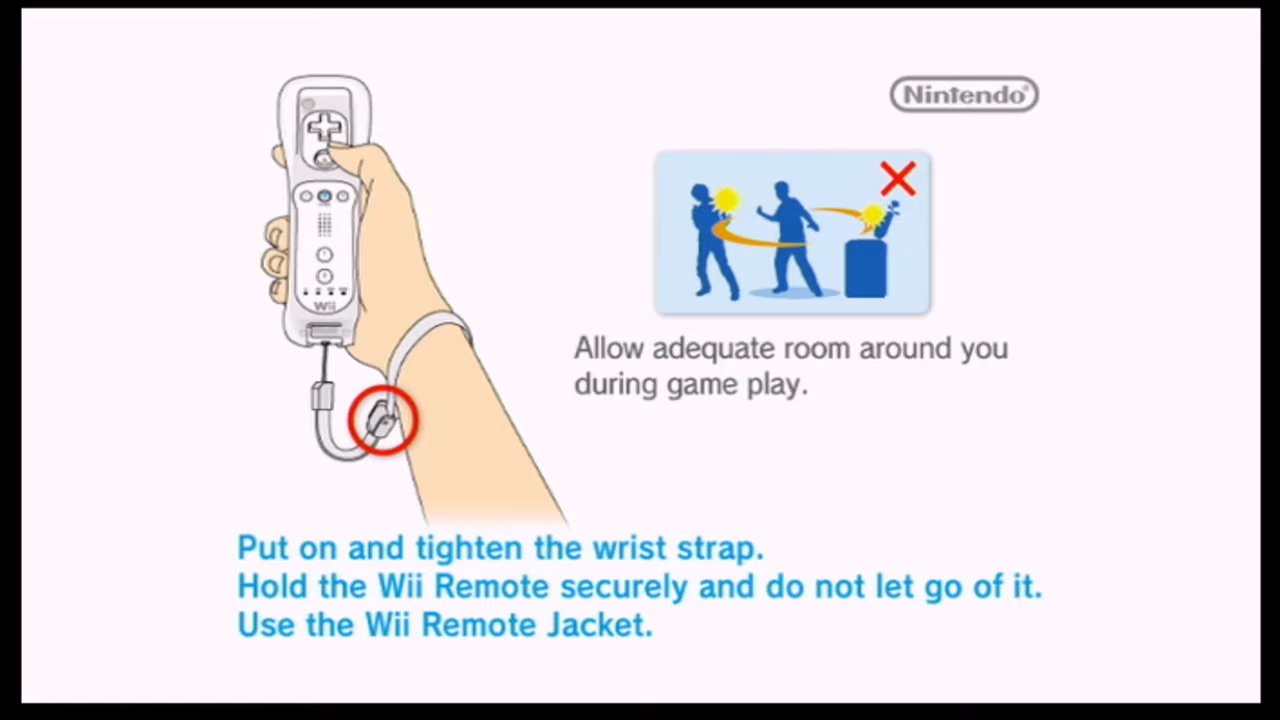 Nintendo®
Allow adequate room around you
during game play.
Wii
Put on and tighten the wrist strap.
Hold the Wii Remote securely and do not let go of it.
Use the Wii Remote Jacket.